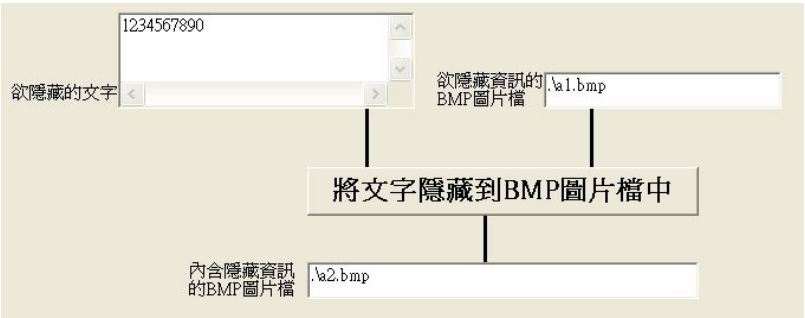 1234567890
欲隱藏的文字
欲隱藏資訊的
BMP圖片檔
.\a1.bmp
將文字隱藏到BMP圖片檔中
內含隱藏資訊
的BMP圖片檔
.\a2.bmp